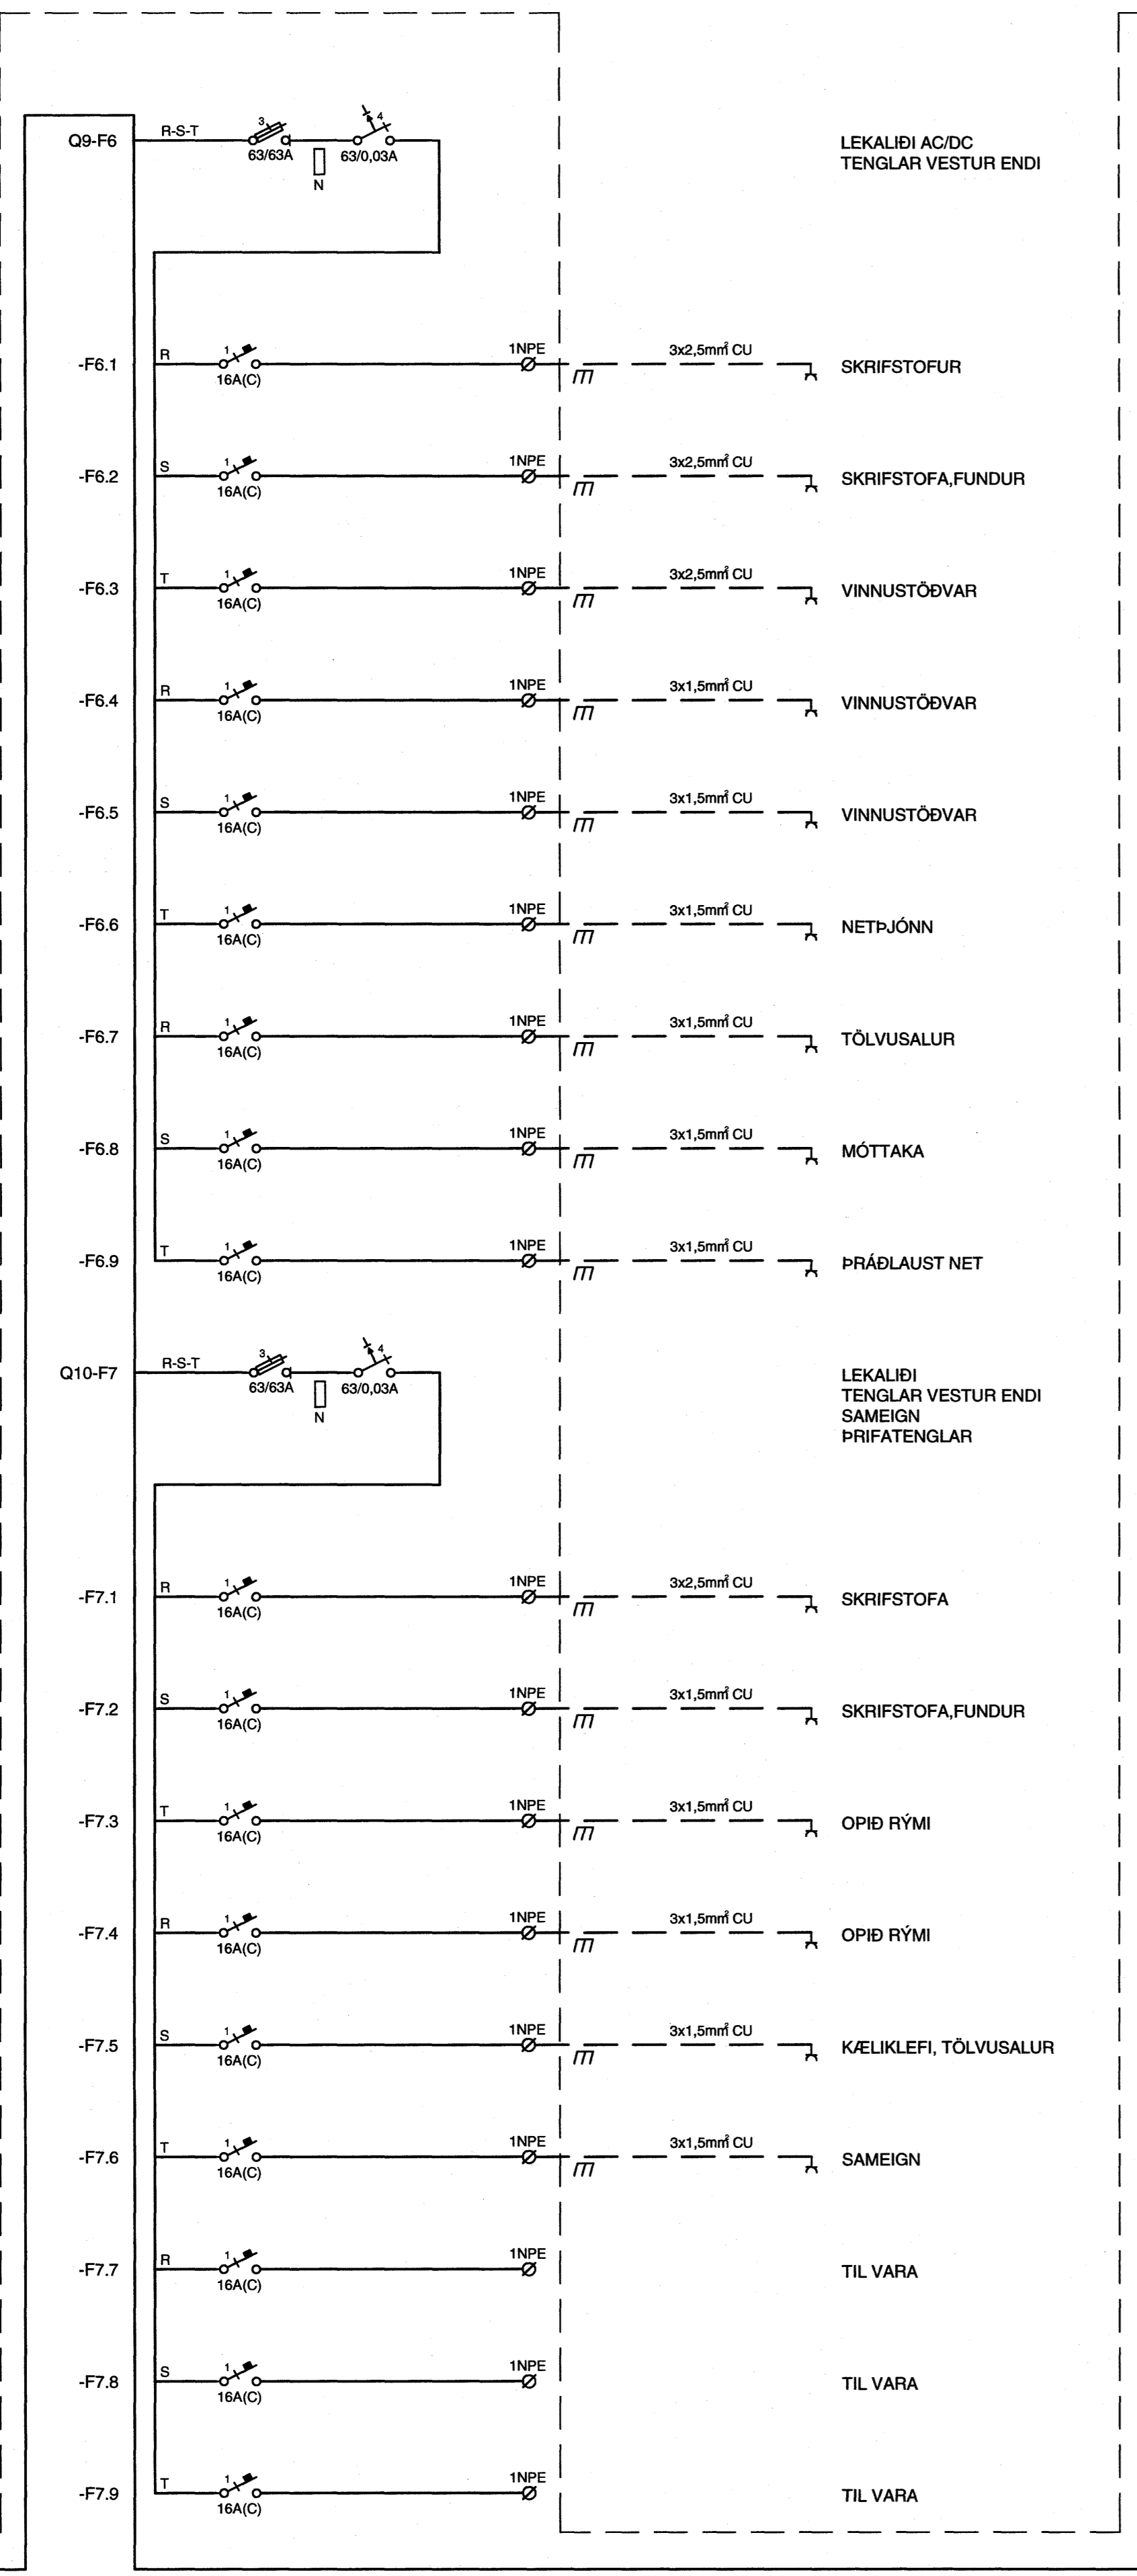 Q9-F6 R-S-T 3 4 LEKALIÐI AC/DC
63/63A 63/0,03A TENGLAR VESTUR ENDI
N
-F6.1 R 1 1NPE 3x2,5mm² CU SKRIFSTOFUR
16A(C)
-F6.2 S 1 1NPE 3x2,5mm² CU SKRIFSTOFA,FUNDUR
16A(C)
-F6.3 T 1 1NPE 3x2,5mm² CU VINNUSTÖÐVAR
16A(C)
-F6.4 R 1 1NPE 3x1,5mm² CU VINNUSTÖÐVAR
16A(C)
-F6.5 S 1 1NPE 3x1,5mm² CU VINNUSTÖÐVAR
16A(C)
-F6.6 T 1 1NPE 3x1,5mm² CU NETÞJÓNN
16A(C)
-F6.7 R 1 1NPE 3x1,5mm² CU TÖLVUSALUR
16A(C)
-F6.8 S 1 1NPE 3x1,5mm² CU MÓTTAKA
16A(C)
-F6.9 T 1 1NPE 3x1,5mm² CU ÞRÁÐLAUST NET
16A(C)
Q10-F7 R-S-T 3 4 LEKALIÐI
63/63A 63/0,03A TENGLAR VESTUR ENDI
N SAMEIGN
ÞRIFATENGLAR
-F7.1 R 1 1NPE 3x2,5mm² CU SKRIFSTOFA
16A(C)
-F7.2 S 1 1NPE 3x1,5mm² CU SKRIFSTOFA,FUNDUR
16A(C)
-F7.3 T 1 1NPE 3x1,5mm² CU OPIÐ RÝMI
16A(C)
-F7.4 R 1 1NPE 3x1,5mm² CU OPIÐ RÝMI
16A(C)
-F7.5 S 1 1NPE 3x1,5mm² CU KÆLIKLEFI, TÖLVUSALUR
16A(C)
-F7.6 T 1 1NPE 3x1,5mm² CU SAMEIGN
16A(C)
-F7.7 R 1 1NPE TIL VARA
16A(C)
-F7.8 S 1 1NPE TIL VARA
16A(C)
-F7.9 T 1 1NPE TIL VARA
16A(C)